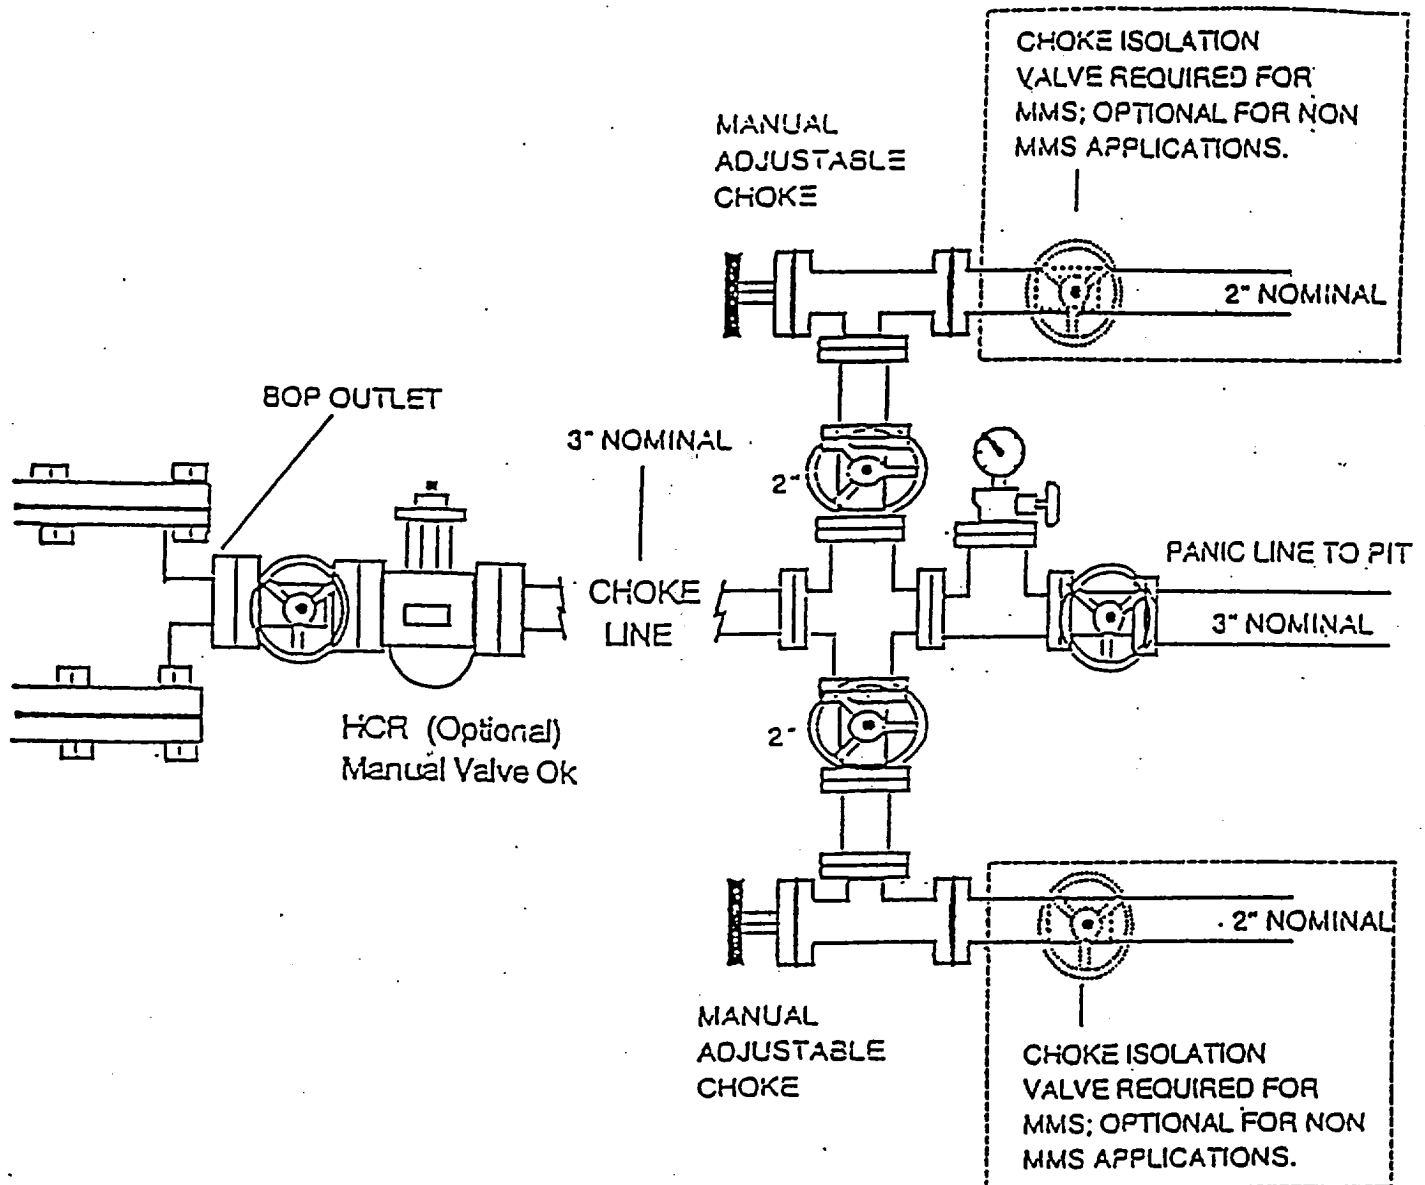 CHOKE ISOLATION
VALVE REQUIRED FOR
MMS; OPTIONAL FOR NON
MMS APPLICATIONS.
MANUAL
ADJUSTABLE
CHOKE
2" NOMINAL
BOP OUTLET
3" NOMINAL
2"
PANIC LINE TO PIT
CHOKE
LINE
3" NOMINAL
HCR (Optional)
Manual Valve Ok
2"
2" NOMINAL
MANUAL
ADJUSTABLE
CHOKE
CHOKE ISOLATION
VALVE REQUIRED FOR
MMS; OPTIONAL FOR NON
MMS APPLICATIONS.